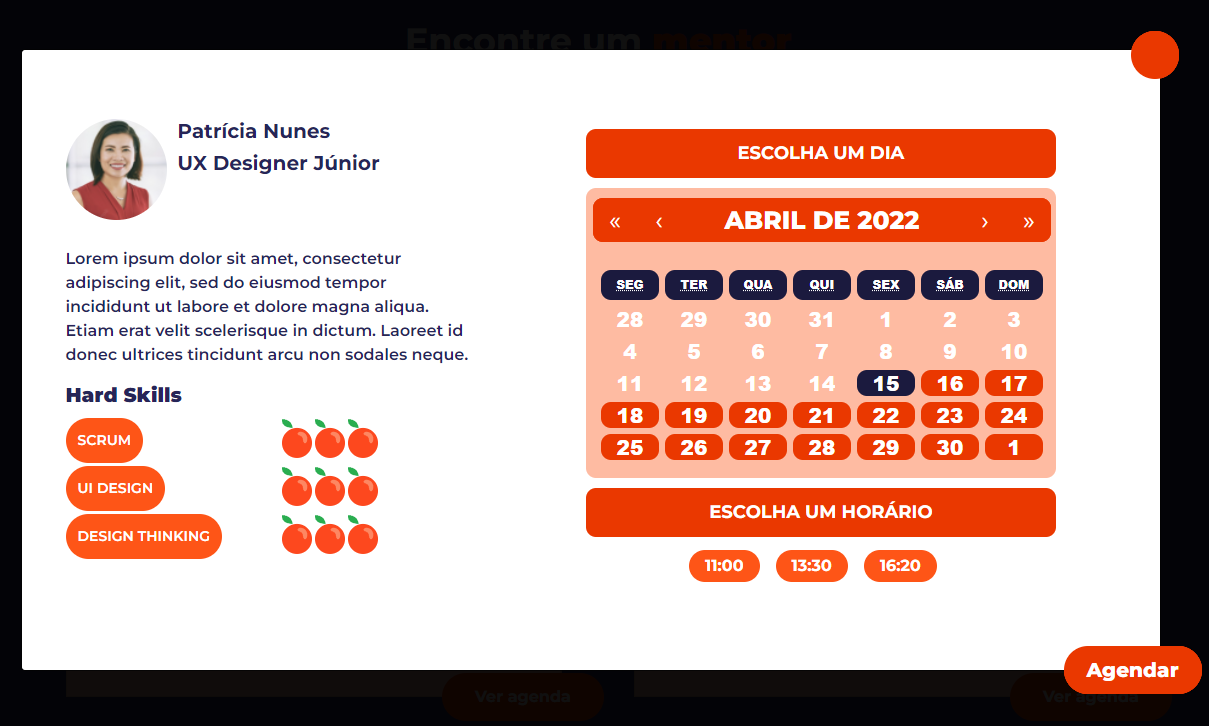 Encontre um mentor
Patrícia Nunes
UX Designer Júnior
Lorem ipsum dolor sit amet, consectetur
adipiscing elit, sed do eiusmod tempor
incididunt ut labore et dolore magna aliqua.
Etiam erat velit scelerisque in dictum. Laoreet id
donec ultrices tincidunt arcu non sodales neque.
Hard Skills
SCRUM
UI DESIGN
DESIGN THINKING
ESCOLHA UM DIA
« ‹ ABRIL DE 2022 › »
SEG TER QUA QUI SEX SÁB DOM
28 29 30 31 1 2 3
4 5 6 7 8 9 10
11 12 13 14 15 16 17
18 19 20 21 22 23 24
25 26 27 28 29 30 1
ESCOLHA UM HORÁRIO
11:00 13:30 16:20
Agendar
Ver agenda
Ver agenda